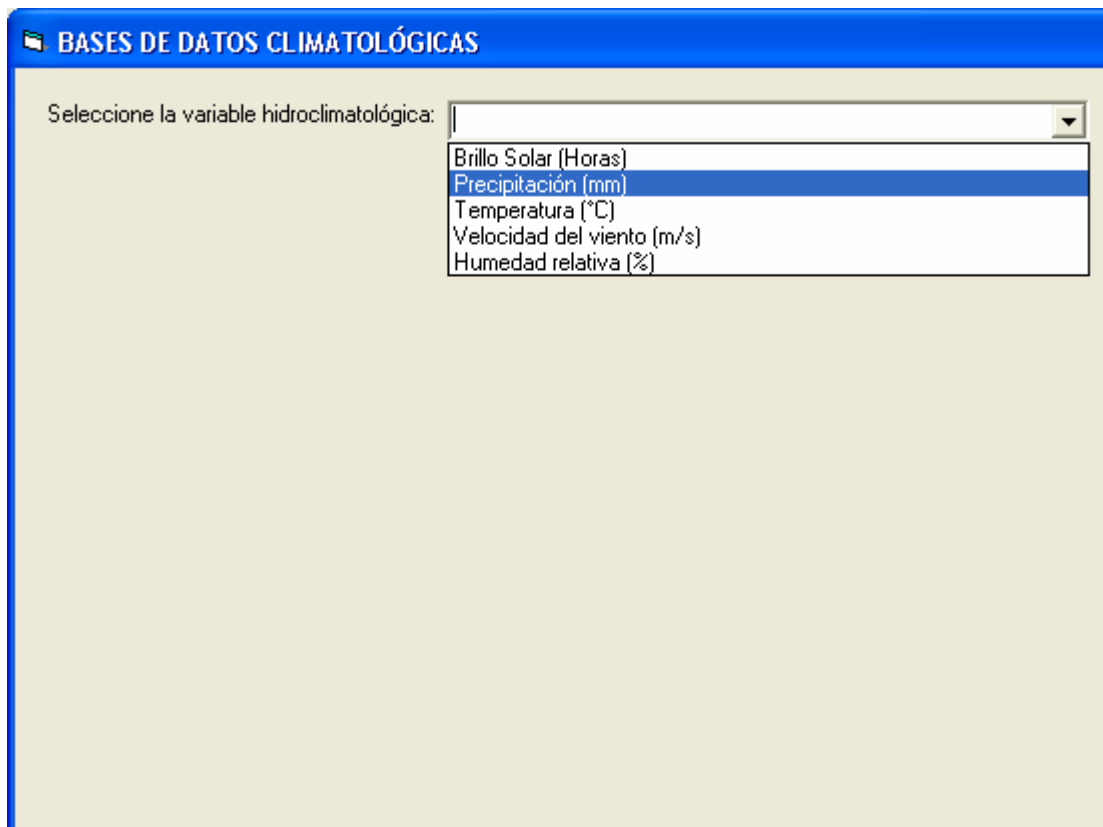 BASES DE DATOS CLIMATOLÓGICAS
Seleccione la variable hidroclimatológica:
Brillo Solar (Horas)
Precipitación (mm)
Temperatura (°C)
Velocidad del viento (m/s)
Humedad relativa (%)